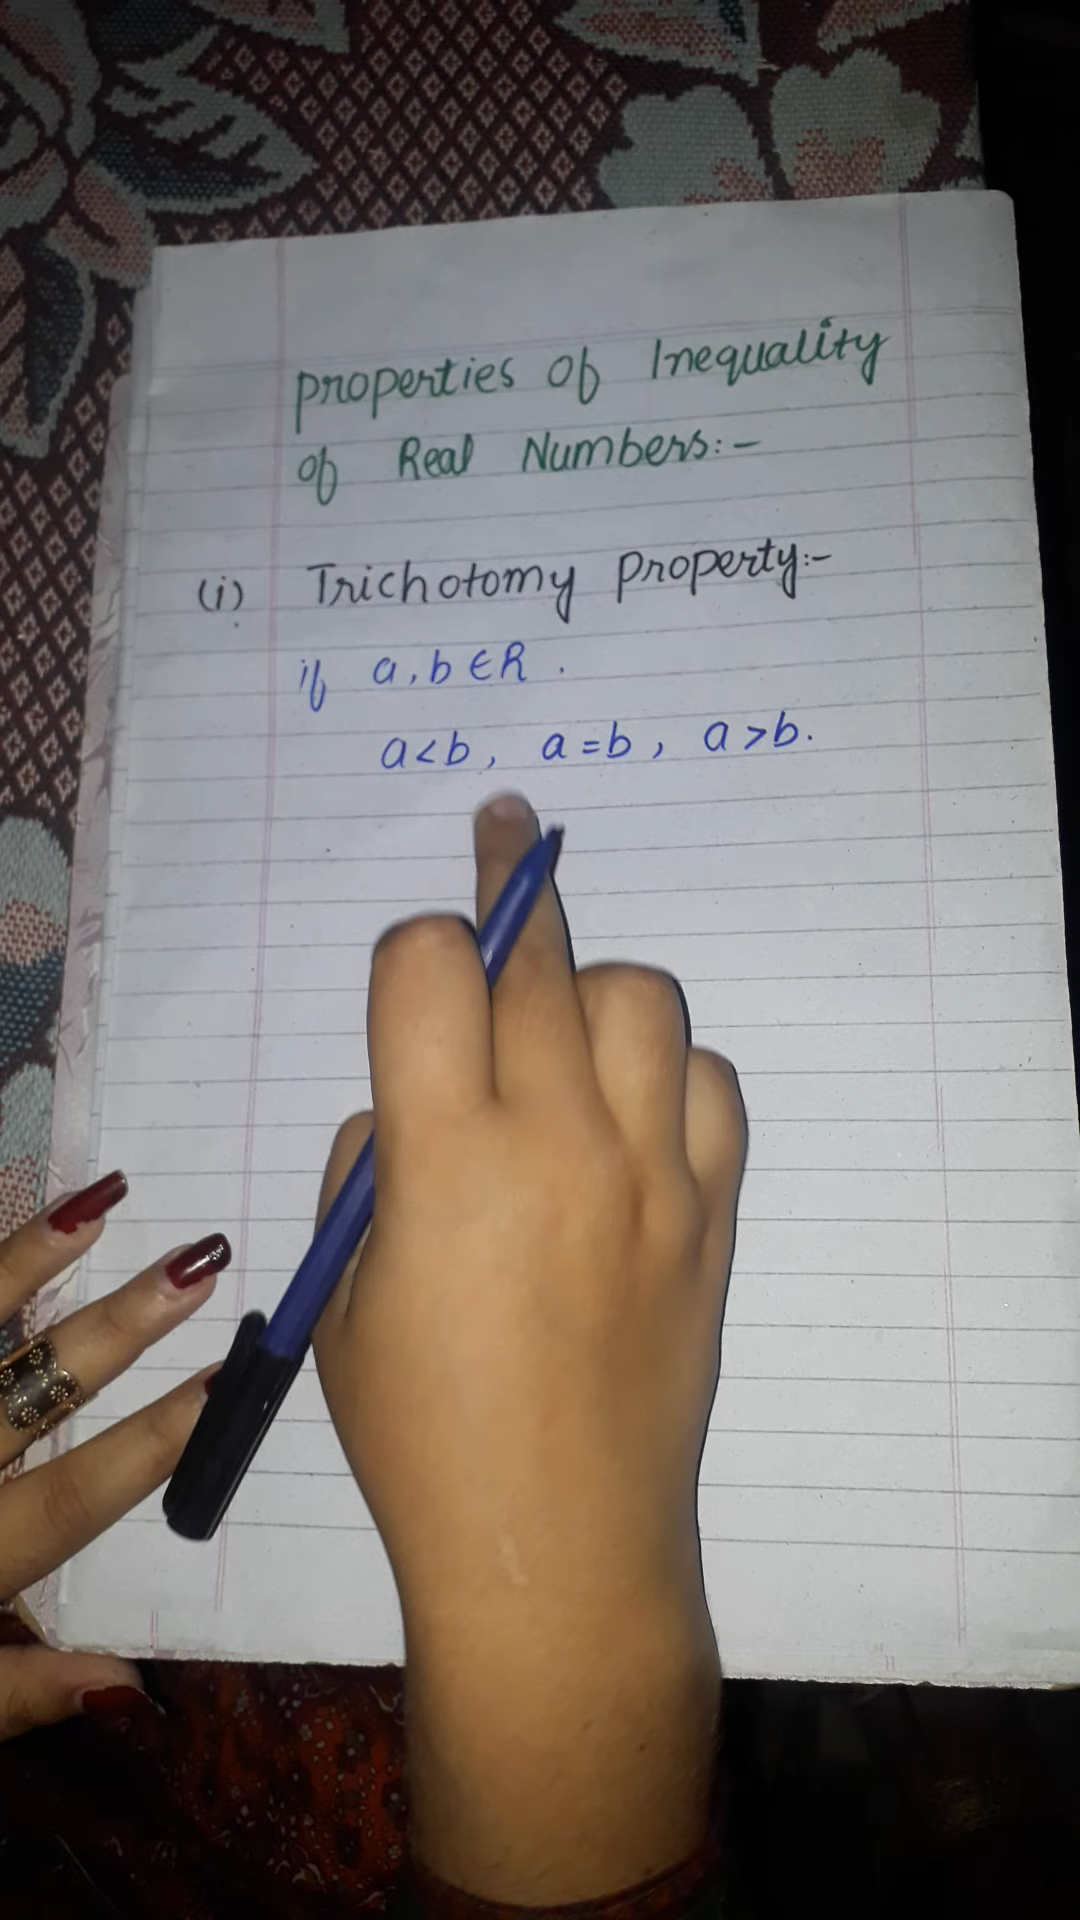 properties of Inequality
of Real Numbers:-
(i) Trichotomy property:-
if a, b ∈ R .
a<b, a=b, a>b.